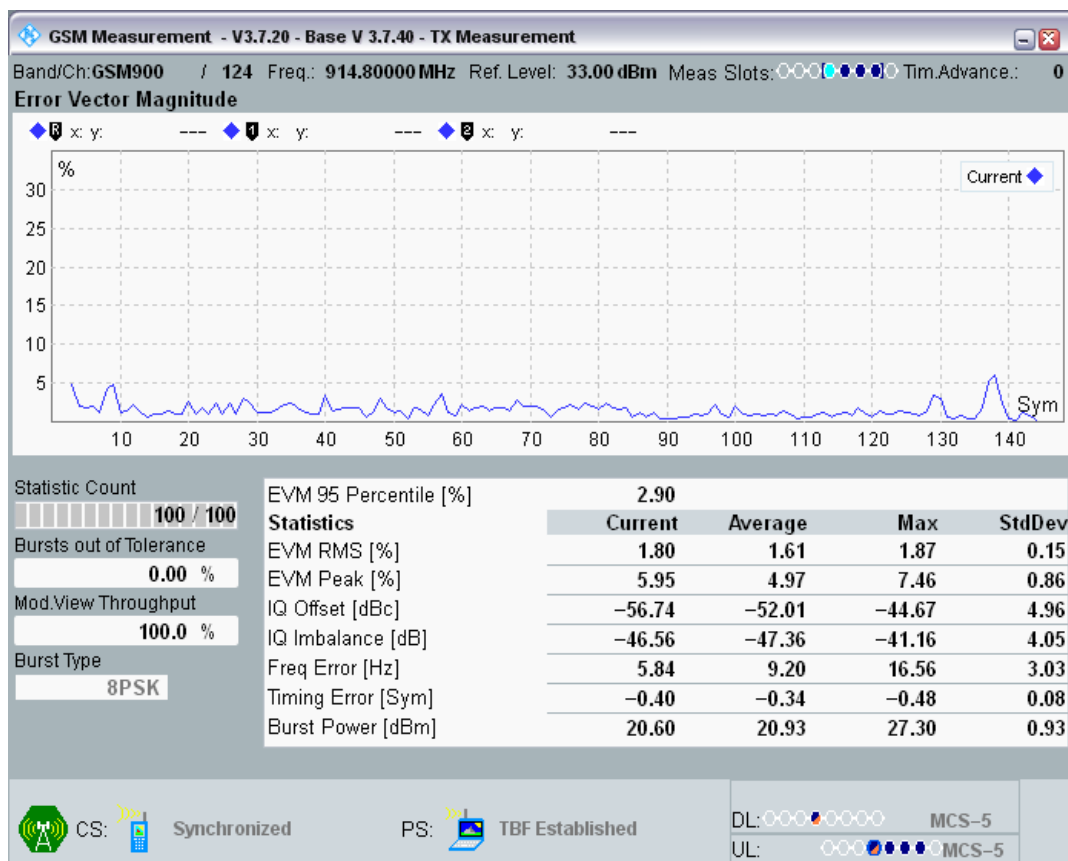 GSM Measurement - V3.7.20 - Base V 3.7.40 - TX Measurement
Band/Ch:GSM900 / 124 Freq.: 914.80000 MHz Ref. Level: 33.00 dBm Meas Slots: Tim.Advance.: 0
Error Vector Magnitude
R x: y: --- 1 x: y: --- 2 x: y: ---
%
Current
30
25
20
15
10
5
Sym
10 20 30 40 50 60 70 80 90 100 110 120 130 140
Statistic Count
100 / 100
Bursts out of Tolerance
0.00 %
Mod.View Throughput
100.0 %
Burst Type
8PSK
EVM 95 Percentile [%] 2.90
Statistics Current Average Max StdDev
EVM RMS [%] 1.80 1.61 1.87 0.15
EVM Peak [%] 5.95 4.97 7.46 0.86
IQ Offset [dBc] −56.74 −52.01 −44.67 4.96
IQ Imbalance [dB] −46.56 −47.36 −41.16 4.05
Freq Error [Hz] 5.84 9.20 16.56 3.03
Timing Error [Sym] −0.40 −0.34 −0.48 0.08
Burst Power [dBm] 20.60 20.93 27.30 0.93
CS: Synchronized PS: TBF Established
DL: MCS−5
UL: MCS−5